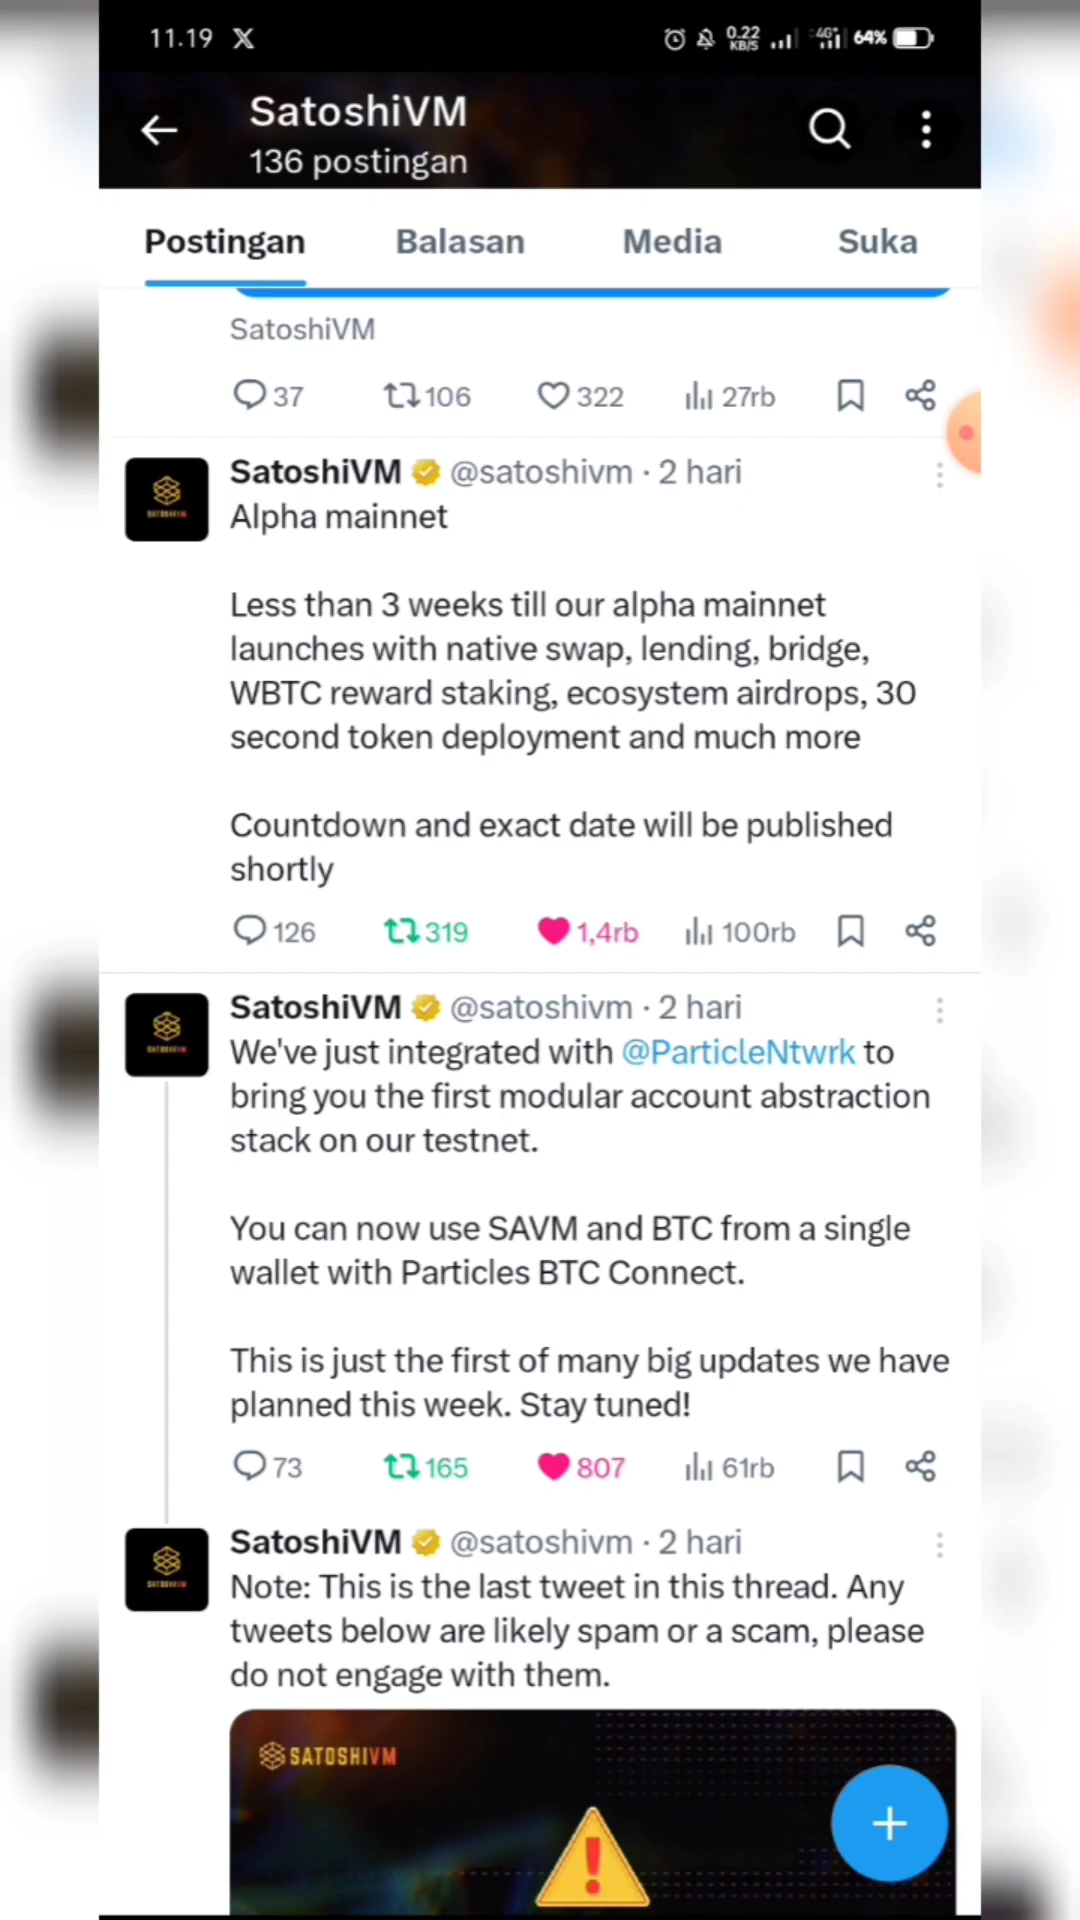 11.19 X 0.22 KB/S 4G 64%
SatoshiVM
136 postingan
Postingan Balasan Media Suka
SatoshiVM
37 106 322 27rb
SatoshiVM @satoshivm · 2 hari
Alpha mainnet
Less than 3 weeks till our alpha mainnet
launches with native swap, lending, bridge,
WBTC reward staking, ecosystem airdrops, 30
second token deployment and much more
Countdown and exact date will be published
shortly
126 319 1,4rb 100rb
SATOSHIVM
SatoshiVM @satoshivm · 2 hari
We've just integrated with @ParticleNtwrk to
bring you the first modular account abstraction
stack on our testnet.
You can now use SAVM and BTC from a single
wallet with Particles BTC Connect.
This is just the first of many big updates we have
planned this week. Stay tuned!
73 165 807 61rb
SATOSHIVM
SatoshiVM @satoshivm · 2 hari
Note: This is the last tweet in this thread. Any
tweets below are likely spam or a scam, please
do not engage with them.
SATOSHIVM
SATOSHIVM